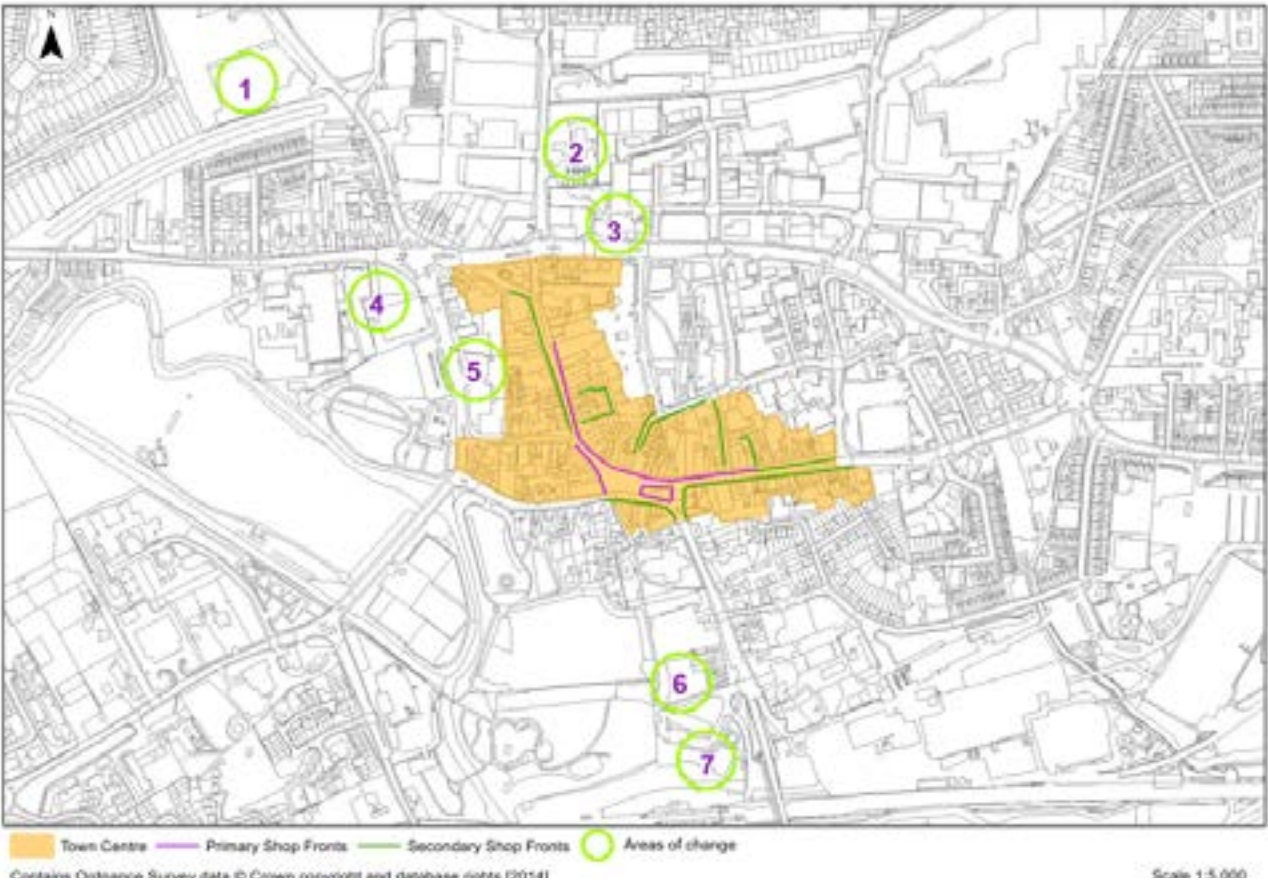 N
1
2
3
4
5
6
7
Town Centre Primary Shop Fronts Secondary Shop Fronts Areas of change
Contains Ordnance Survey data © Crown copyright and database rights [2014] Scale 1:5,000